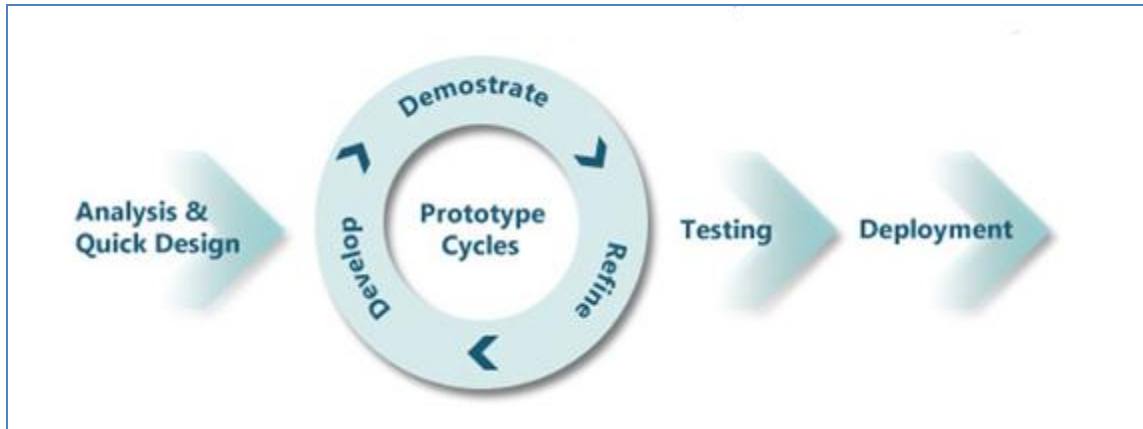 Analysis &
Quick Design
Demostrate
Refine
Develop
Prototype
Cycles
Testing
Deployment